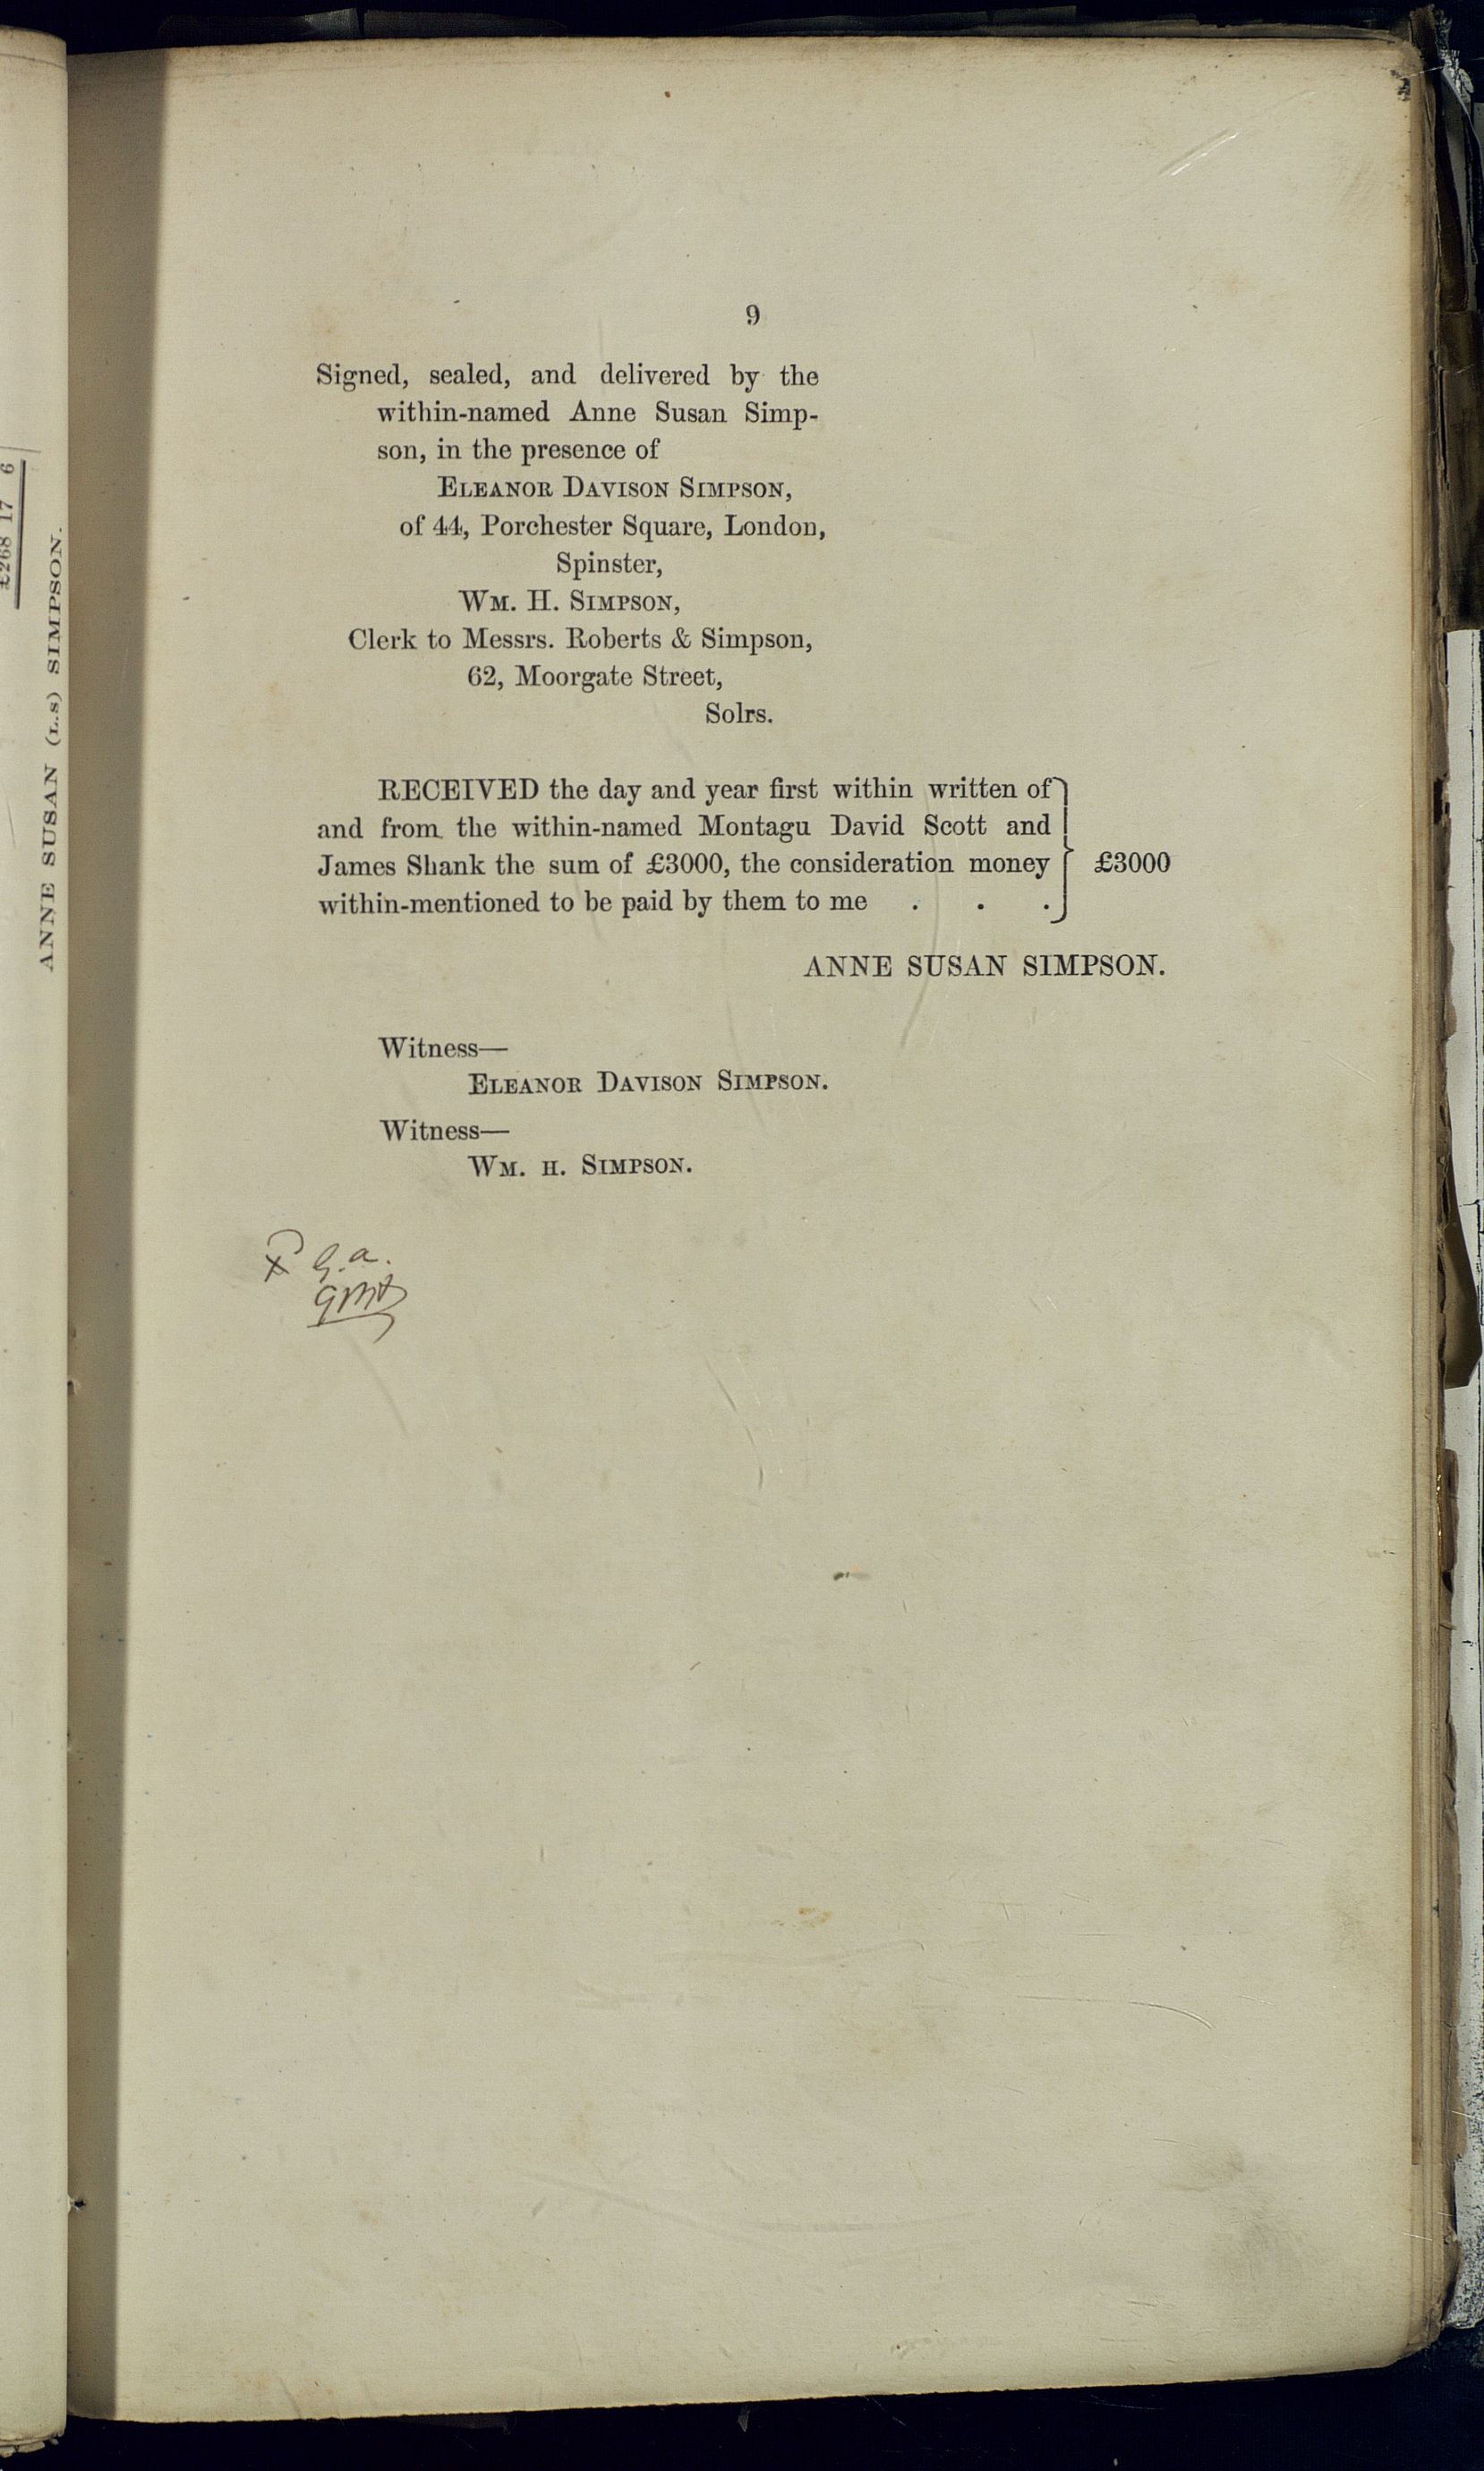 9
Signed, sealed, and delivered by the
within-named Anne Susan Simp-
son, in the presence of
ELEANOR DAVISON SIMPSON,
of 44, Porchester Square, London,
Spinster,
WM. H. SIMPSON,
Clerk to Messrs. Roberts & Simpson,
62, Moorgate Street,
Solrs.
RECEIVED the day and year first within written of
and from the within-named Montagu David Scott and
James Shank the sum of £3000, the consideration money } £3000
within-mentioned to be paid by them to me . . .
ANNE SUSAN SIMPSON.
Witness—
ELEANOR DAVISON SIMPSON.
Witness—
WM. H. SIMPSON.
£268 17 6
ANNE SUSAN (L.S) SIMPSON.